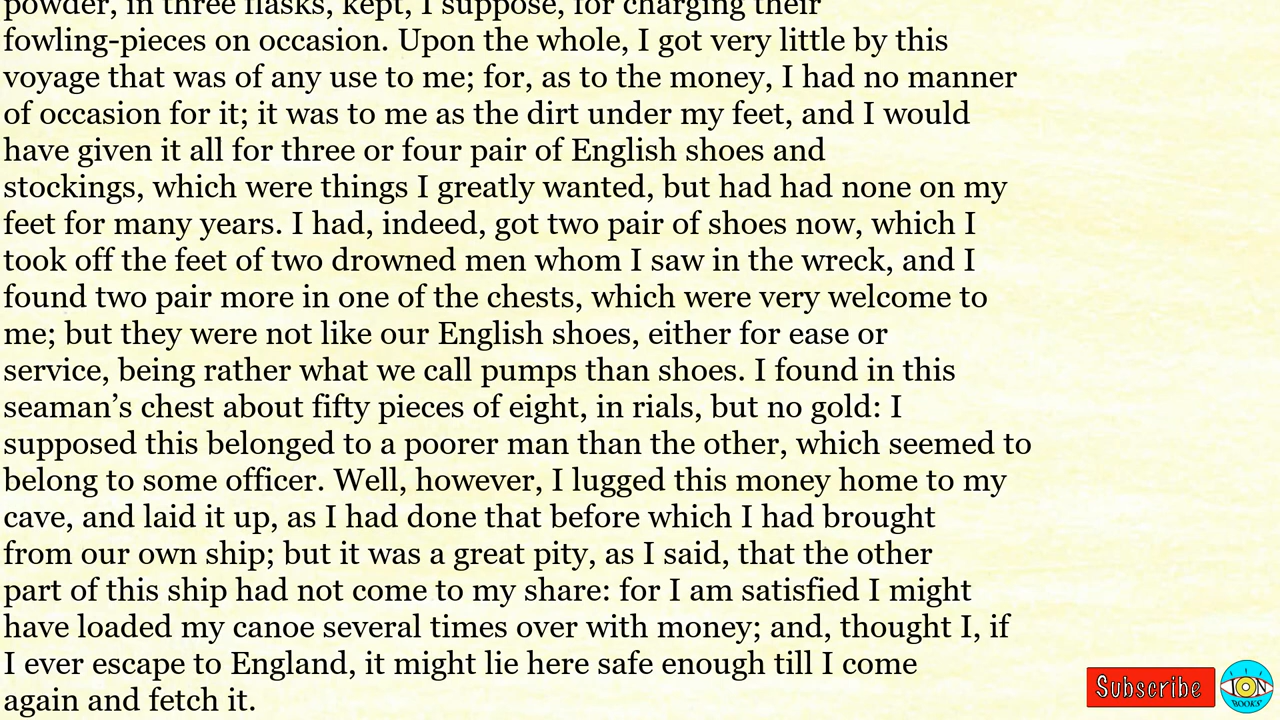 powder, in three flasks, kept, I suppose, for charging their
fowling-pieces on occasion. Upon the whole, I got very little by this
voyage that was of any use to me; for, as to the money, I had no manner
of occasion for it; it was to me as the dirt under my feet, and I would
have given it all for three or four pair of English shoes and
stockings, which were things I greatly wanted, but had had none on my
feet for many years. I had, indeed, got two pair of shoes now, which I
took off the feet of two drowned men whom I saw in the wreck, and I
found two pair more in one of the chests, which were very welcome to
me; but they were not like our English shoes, either for ease or
service, being rather what we call pumps than shoes. I found in this
seaman’s chest about fifty pieces of eight, in rials, but no gold: I
supposed this belonged to a poorer man than the other, which seemed to
belong to some officer. Well, however, I lugged this money home to my
cave, and laid it up, as I had done that before which I had brought
from our own ship; but it was a great pity, as I said, that the other
part of this ship had not come to my share: for I am satisfied I might
have loaded my canoe several times over with money; and, thought I, if
I ever escape to England, it might lie here safe enough till I come
again and fetch it.
Subscribe
ION
BOOKS